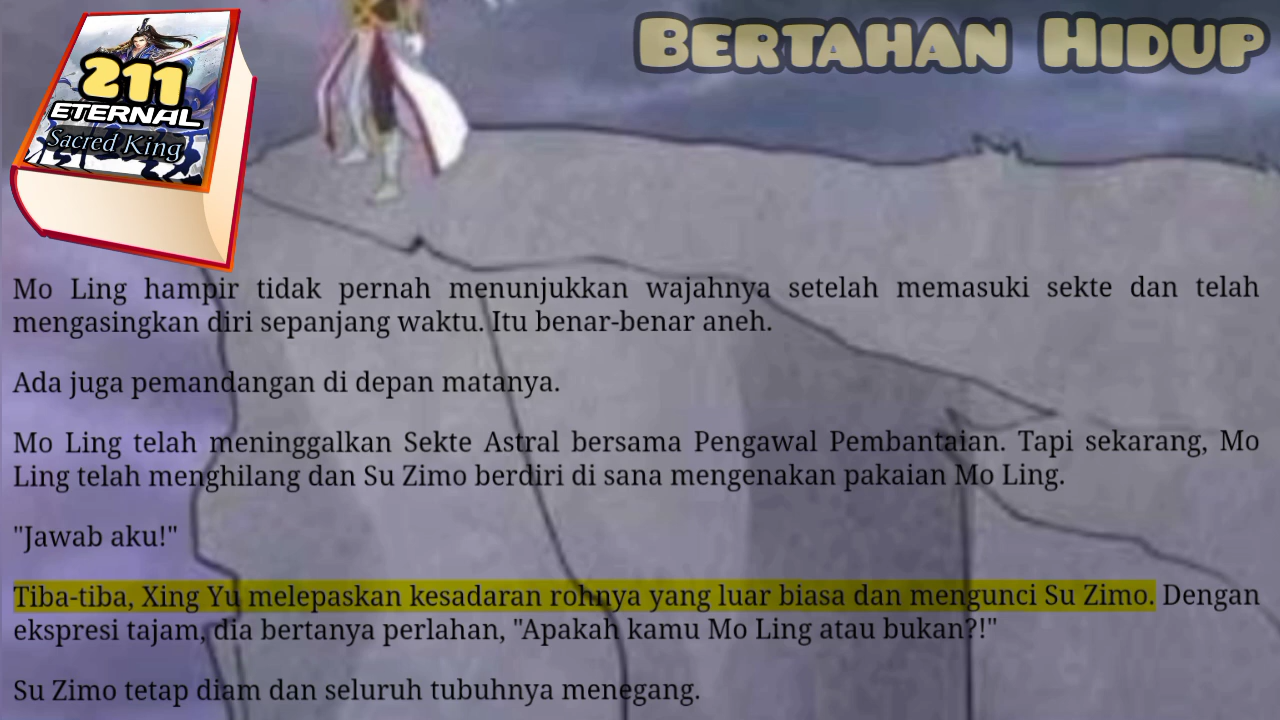 211
ETERNAL
Sacred King
BERTAHAN HIDUP
Mo Ling hampir tidak pernah menunjukkan wajahnya setelah memasuki sekte dan telah
mengasingkan diri sepanjang waktu. Itu benar-benar aneh.
Ada juga pemandangan di depan matanya.
Mo Ling telah meninggalkan Sekte Astral bersama Pengawal Pembantaian. Tapi sekarang, Mo
Ling telah menghilang dan Su Zimo berdiri di sana mengenakan pakaian Mo Ling.
"Jawab aku!"
Tiba-tiba, Xing Yu melepaskan kesadaran rohnya yang luar biasa dan mengunci Su Zimo. Dengan
ekspresi tajam, dia bertanya perlahan, "Apakah kamu Mo Ling atau bukan?!"
Su Zimo tetap diam dan seluruh tubuhnya menegang.